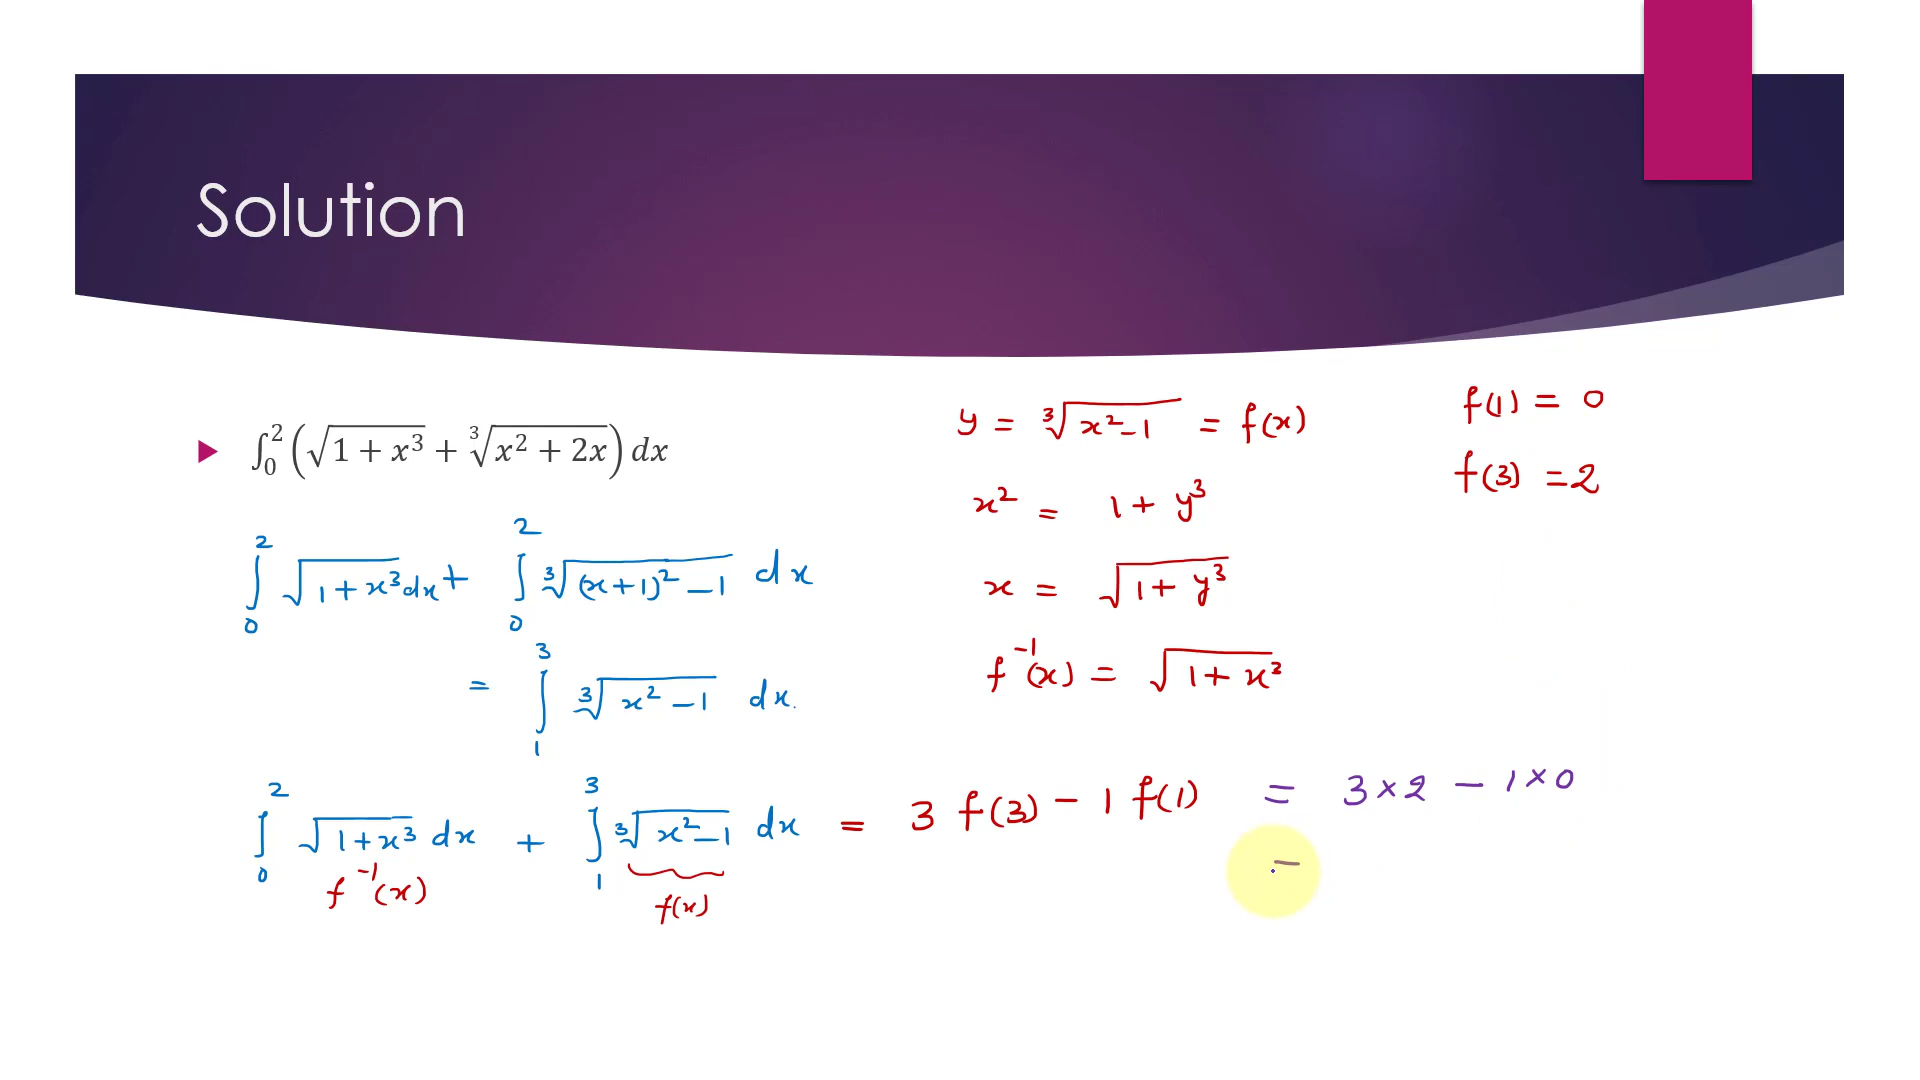 Solution
∫₀² (√(1 + x³) + ∛(x² + 2x)) dx
∫₀² √(1 + x³) dx + ∫₀² ∛((x+1)² − 1) dx
= ∫₁³ ∛(x² − 1) dx.
∫₀² √(1+x³) dx + ∫₁³ ∛(x²−1) dx = 3 f(3) − 1 f(1) = 3×2 − 1×0
f⁻¹(x) f(x)
=
y = ∛(x²−1) = f(x)
x² = 1 + y³
x = √(1 + y³)
f⁻¹(x) = √(1 + x³)
f(1) = 0
f(3) = 2